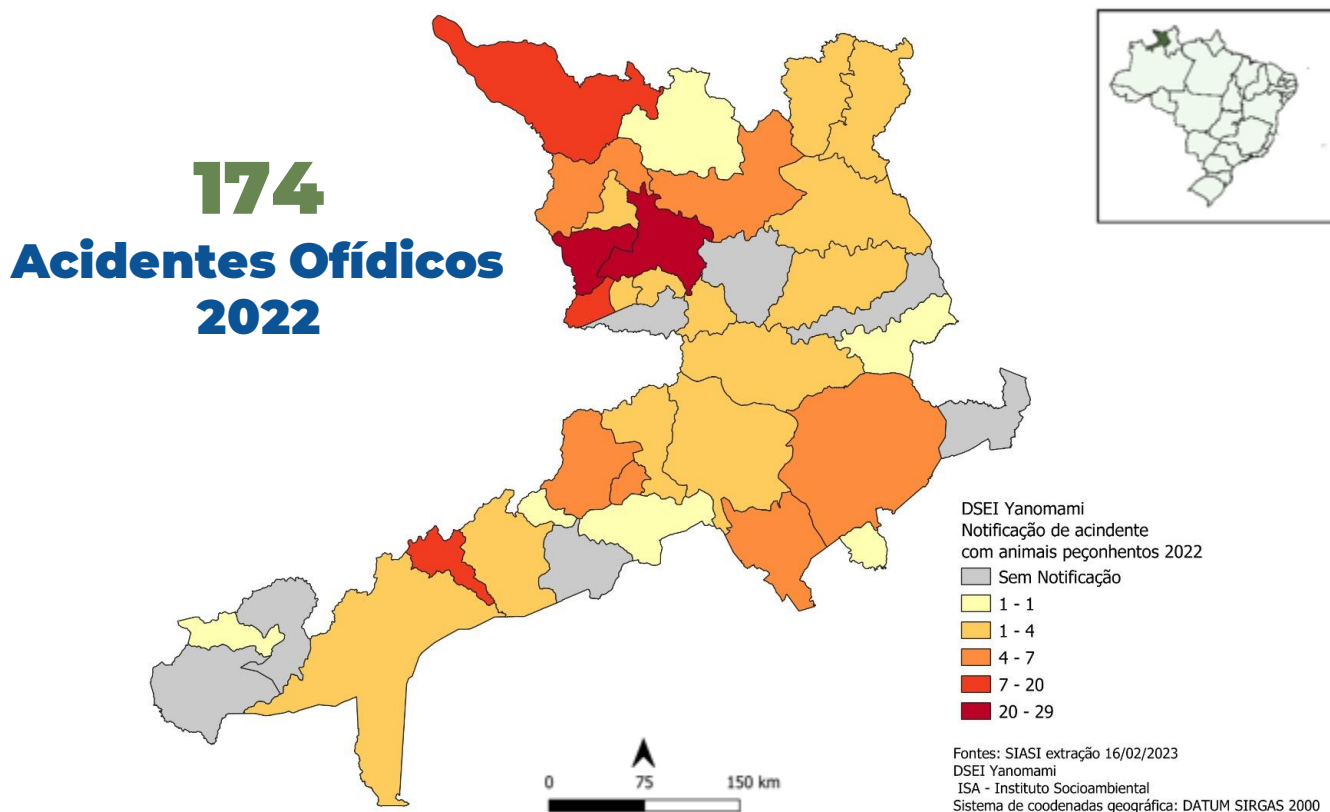 174
Acidentes Ofídicos
2022
DSEI Yanomami
Notificação de acindente
com animais peçonhentos 2022
Sem Notificação
1 - 1
1 - 4
4 - 7
7 - 20
20 - 29
0 75 150 km
Fontes: SIASI extração 16/02/2023
DSEI Yanomami
ISA - Instituto Socioambiental
Sistema de coodenadas geográfica: DATUM SIRGAS 2000